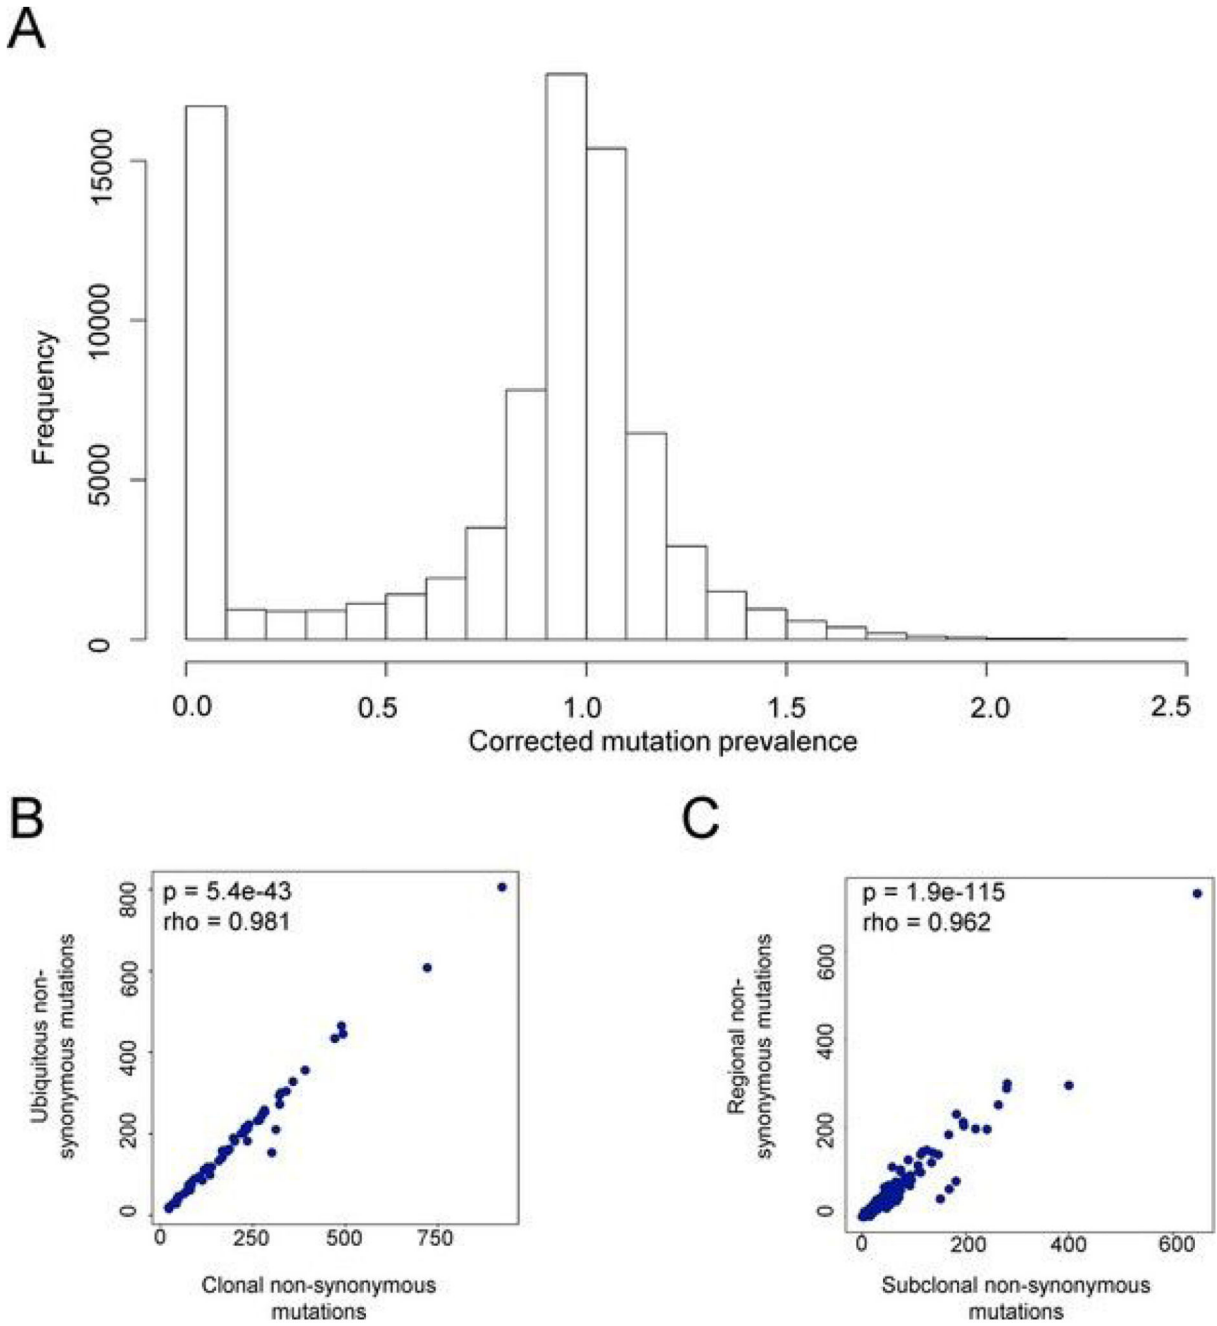 A
Frequency
15000
10000
5000
0
0.0 0.5 1.0 1.5 2.0 2.5
Corrected mutation prevalence
B
p = 5.4e-43
rho = 0.981
Ubiquitous non-
synonymous mutations
800
600
400
200
0
0 250 500 750
Clonal non-synonymous
mutations
C
p = 1.9e-115
rho = 0.962
Regional non-
synonymous mutations
600
400
200
0
0 200 400 600
Subclonal non-synonymous
mutations